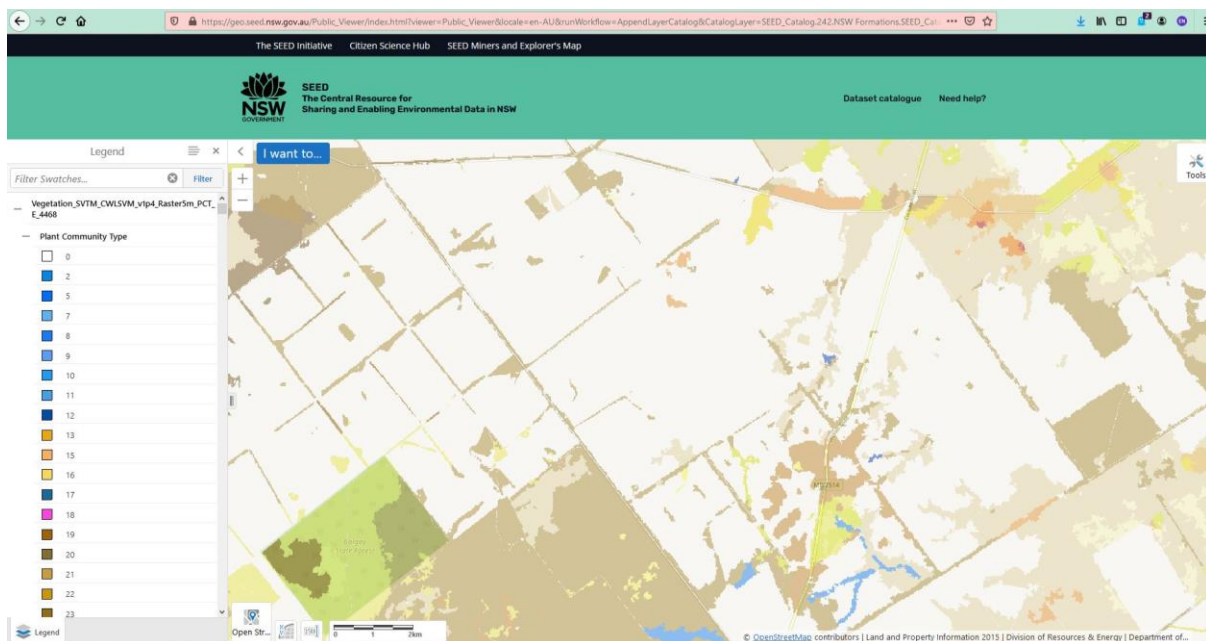 https://geo.seed.nsw.gov.au/Public_Viewer/index.html?viewer=Public_Viewer&locale=en-AU&runWorkflow=AppendLayerCatalog&CatalogLayer=SEED_Catalog.242.NSW Formations.SEED_Cat
The SEED Initiative Citizen Science Hub SEED Miners and Explorer's Map
NSW
GOVERNMENT
SEED
The Central Resource for
Sharing and Enabling Environmental Data in NSW
Dataset catalogue Need help?
Legend
I want to...
Tools
Filter Swatches... Filter
Vegetation_SVTM_CWLSVM_v1p4_Raster5m_PCT_
E_4468
Plant Community Type
0
2
5
7
8
9
10
11
12
13
15
16
17
18
19
20
21
22
23
State Forest
Legend
Open Str...
0 1 2km
© OpenStreetMap contributors | Land and Property Information 2015 | Division of Resources & Energy | Department of...